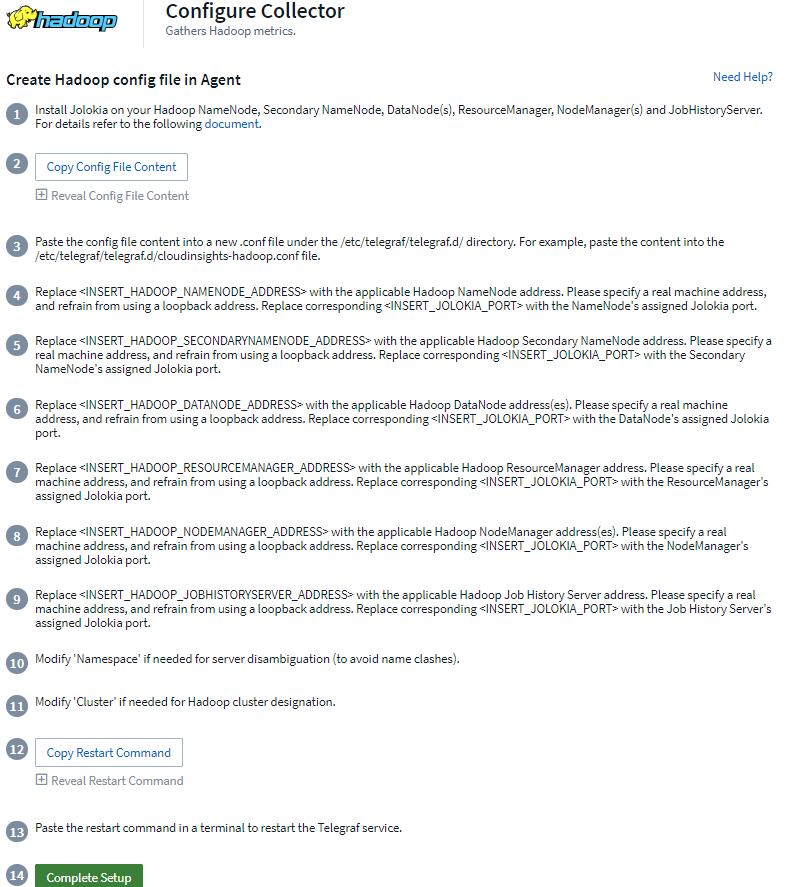 hadoop
Configure Collector
Gathers Hadoop metrics.
Create Hadoop config file in Agent
Need Help?
1
Install Jolokia on your Hadoop NameNode, Secondary NameNode, DataNode(s), ResourceManager, NodeManager(s) and JobHistoryServer.
For details refer to the following document.
2
Copy Config File Content
Reveal Config File Content
3
Paste the config file content into a new .conf file under the /etc/telegraf/telegraf.d/ directory. For example, paste the content into the
/etc/telegraf/telegraf.d/cloudinsights-hadoop.conf file.
4
Replace <INSERT_HADOOP_NAMENODE_ADDRESS> with the applicable Hadoop NameNode address. Please specify a real machine address,
and refrain from using a loopback address. Replace corresponding <INSERT_JOLOKIA_PORT> with the NameNode's assigned Jolokia port.
5
Replace <INSERT_HADOOP_SECONDARYNAMENODE_ADDRESS> with the applicable Hadoop Secondary NameNode address. Please specify a
real machine address, and refrain from using a loopback address. Replace corresponding <INSERT_JOLOKIA_PORT> with the Secondary
NameNode's assigned Jolokia port.
6
Replace <INSERT_HADOOP_DATANODE_ADDRESS> with the applicable Hadoop DataNode address(es). Please specify a real machine
address, and refrain from using a loopback address. Replace corresponding <INSERT_JOLOKIA_PORT> with the DataNode's assigned Jolokia
port.
7
Replace <INSERT_HADOOP_RESOURCEMANAGER_ADDRESS> with the applicable Hadoop ResourceManager address. Please specify a real
machine address, and refrain from using a loopback address. Replace corresponding <INSERT_JOLOKIA_PORT> with the ResourceManager's
assigned Jolokia port.
8
Replace <INSERT_HADOOP_NODEMANAGER_ADDRESS> with the applicable Hadoop NodeManager address(es). Please specify a real
machine address, and refrain from using a loopback address. Replace corresponding <INSERT_JOLOKIA_PORT> with the NodeManager's
assigned Jolokia port.
9
Replace <INSERT_HADOOP_JOBHISTORYSERVER_ADDRESS> with the applicable Hadoop Job History Server address. Please specify a real
machine address, and refrain from using a loopback address. Replace corresponding <INSERT_JOLOKIA_PORT> with the Job History Server's
assigned Jolokia port.
10
Modify 'Namespace' if needed for server disambiguation (to avoid name clashes).
11
Modify 'Cluster' if needed for Hadoop cluster designation.
12
Copy Restart Command
Reveal Restart Command
13
Paste the restart command in a terminal to restart the Telegraf service.
14
Complete Setup